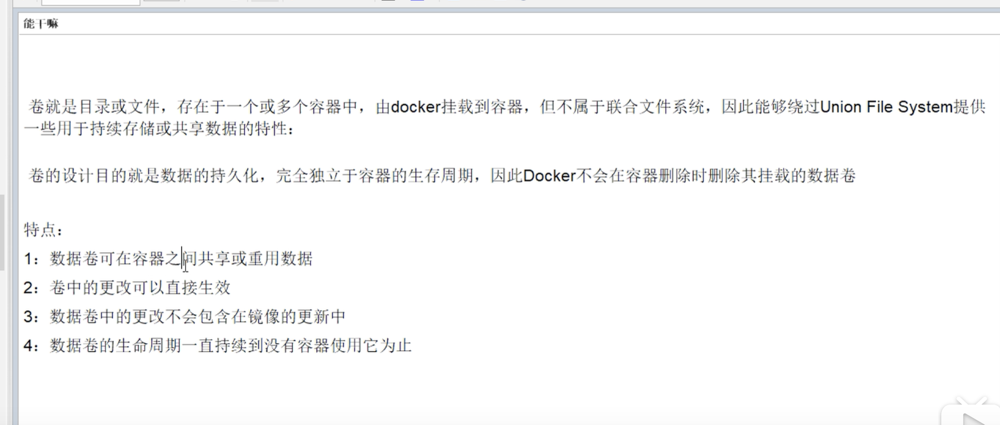 能干嘛
卷就是目录或文件，存在于一个或多个容器中，由docker挂载到容器，但不属于联合文件系统，因此能够绕过Union File System提供
一些用于持续存储或共享数据的特性：
卷的设计目的就是数据的持久化，完全独立于容器的生存周期，因此Docker不会在容器删除时删除其挂载的数据卷
特点：
1：数据卷可在容器之间共享或重用数据
2：卷中的更改可以直接生效
3：数据卷中的更改不会包含在镜像的更新中
4：数据卷的生命周期一直持续到没有容器使用它为止